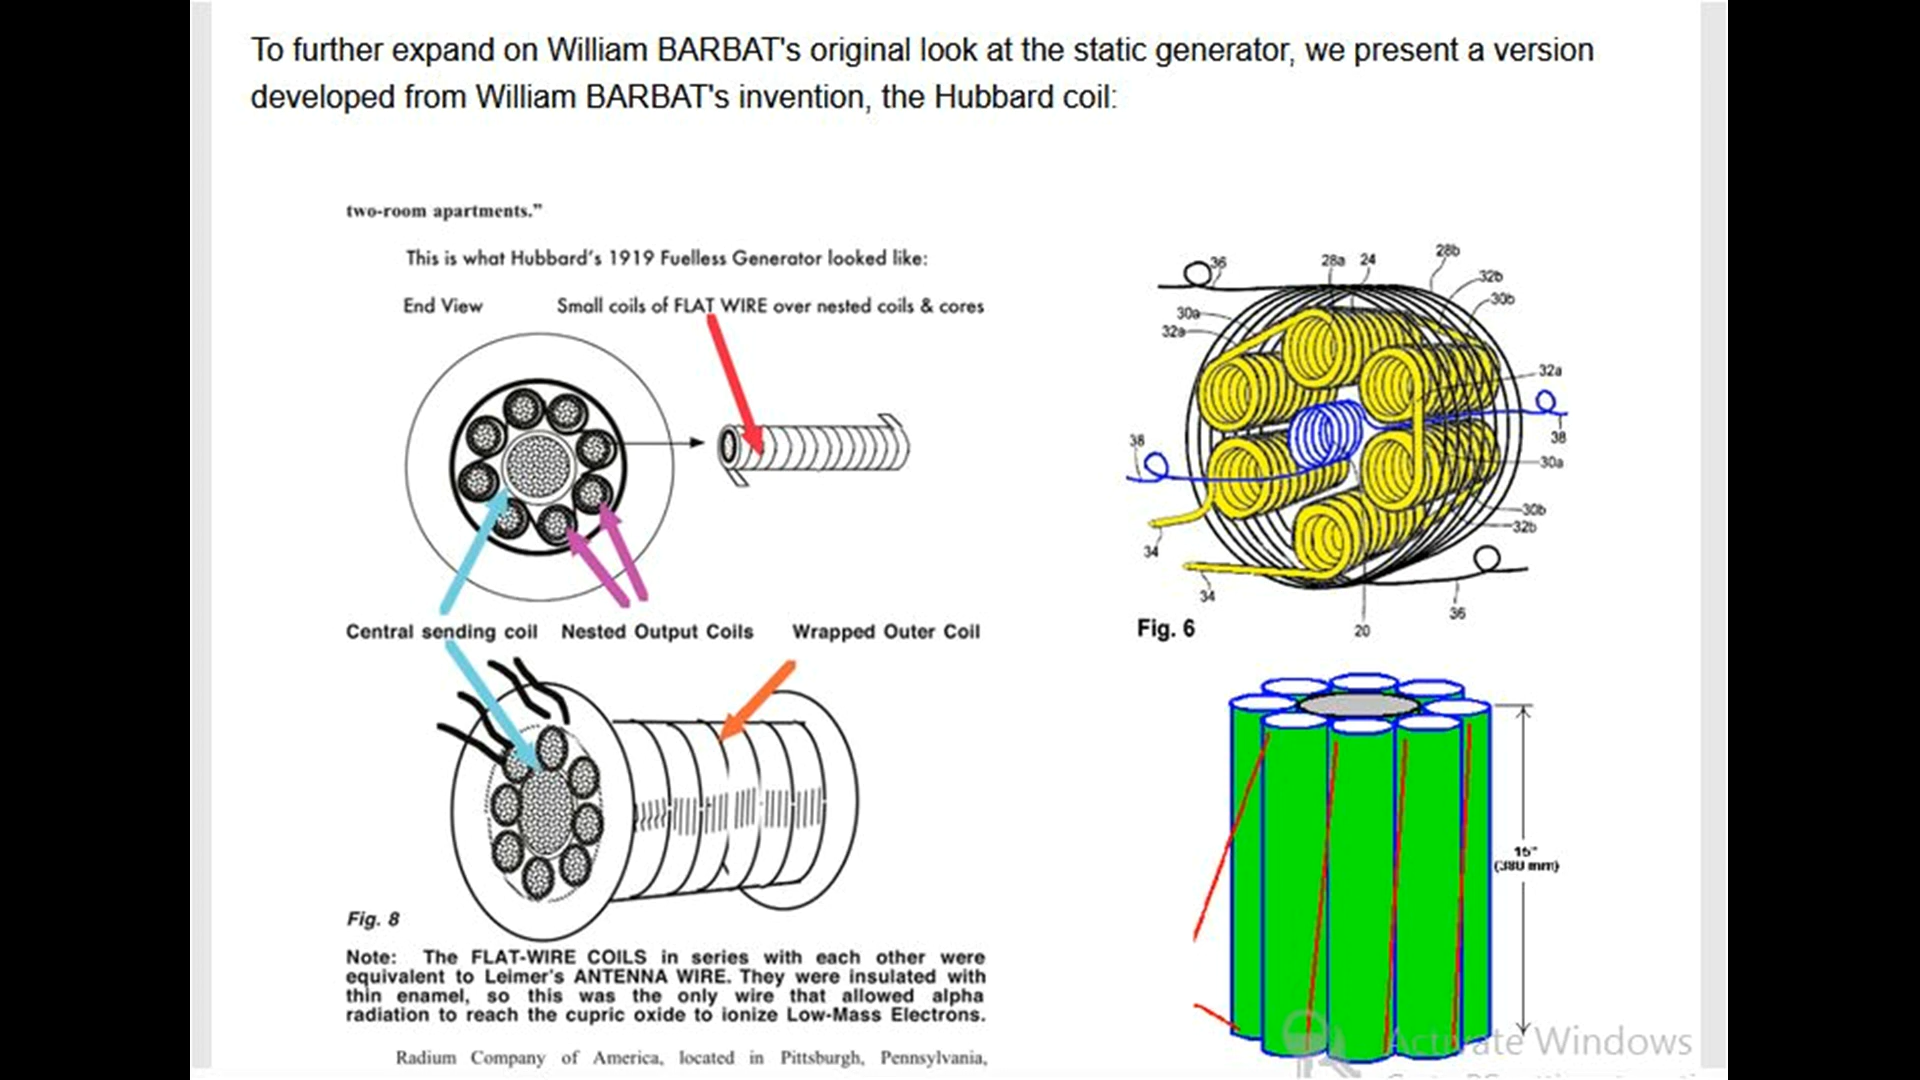 To further expand on William BARBAT's original look at the static generator, we present a version
developed from William BARBAT's invention, the Hubbard coil:
two-room apartments."
This is what Hubbard's 1919 Fuelless Generator looked like:
End View Small coils of FLAT WIRE over nested coils & cores
Central sending coil Nested Output Coils Wrapped Outer Coil
Fig. 8
Note: The FLAT-WIRE COILS in series with each other were
equivalent to Leimer's ANTENNA WIRE. They were insulated with
thin enamel, so this was the only wire that allowed alpha
radiation to reach the cupric oxide to ionize Low-Mass Electrons.
Radium Company of America, located in Pittsburgh, Pennsylvania,
36
28a
24
28b
32b
30b
30a
32a
32a
38
38
30a
30b
32b
34
34
36
20
Fig. 6
15"
(380 mm)
Activate Windows